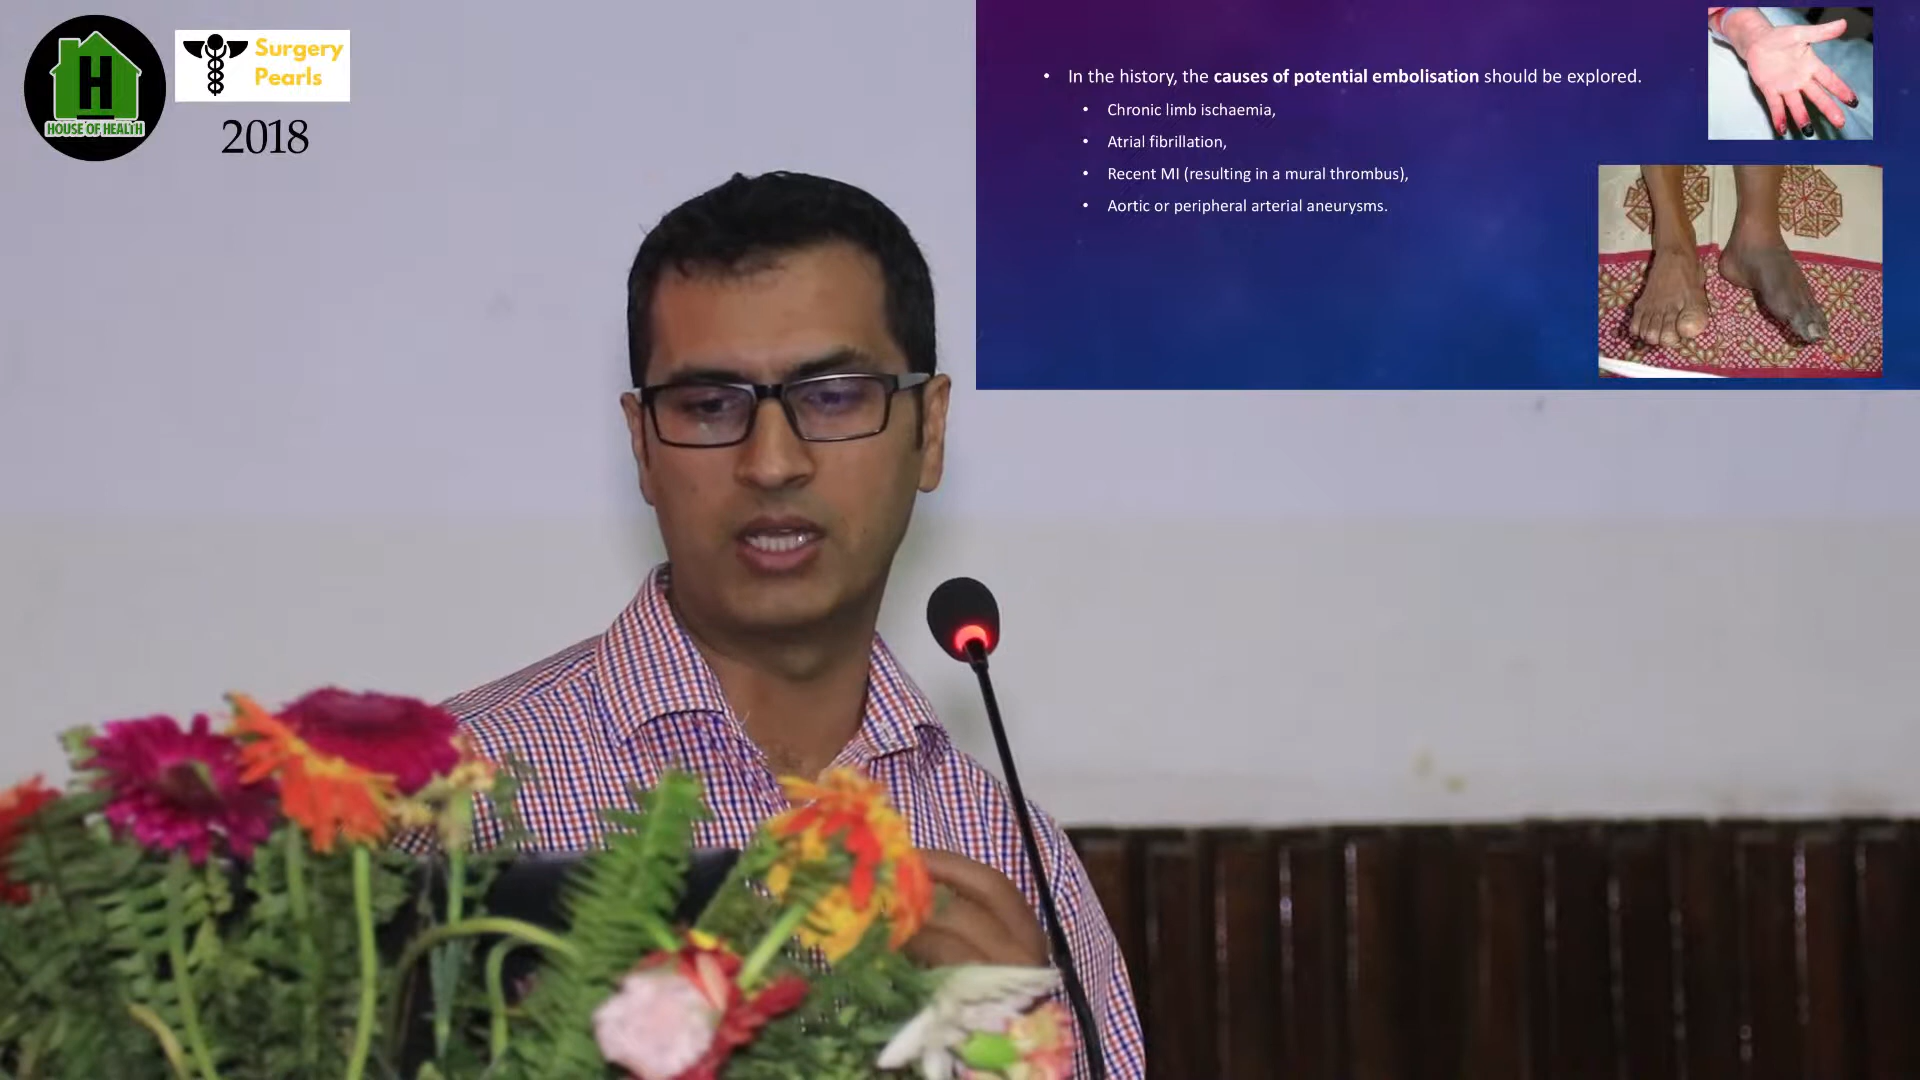 H
HOUSE OF HEALTH
Surgery
Pearls
2018
• In the history, the causes of potential embolisation should be explored.
• Chronic limb ischaemia,
• Atrial fibrillation,
• Recent MI (resulting in a mural thrombus),
• Aortic or peripheral arterial aneurysms.